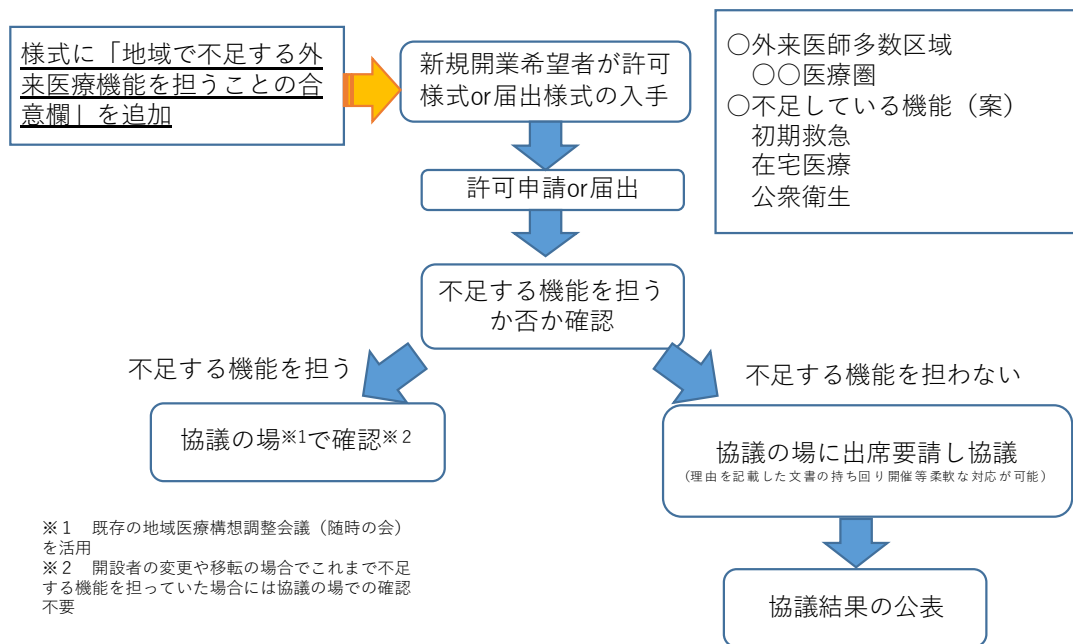 様式に「地域で不足する外
来医療機能を担うことの合
意欄」を追加
新規開業希望者が許可
様式or届出様式の入手
○外来医師多数区域
○○医療圏
○不足している機能（案）
初期救急
在宅医療
公衆衛生
許可申請or届出
不足する機能を担う
か否か確認
不足する機能を担う
不足する機能を担わない
協議の場※1で確認※2
協議の場に出席要請し協議
(理由を記載した文書の持ち回り開催等柔軟な対応が可能)
※１　既存の地域医療構想調整会議（随時の会）
を活用
※２　開設者の変更や移転の場合でこれまで不足
する機能を担っていた場合には協議の場での確認
不要
協議結果の公表